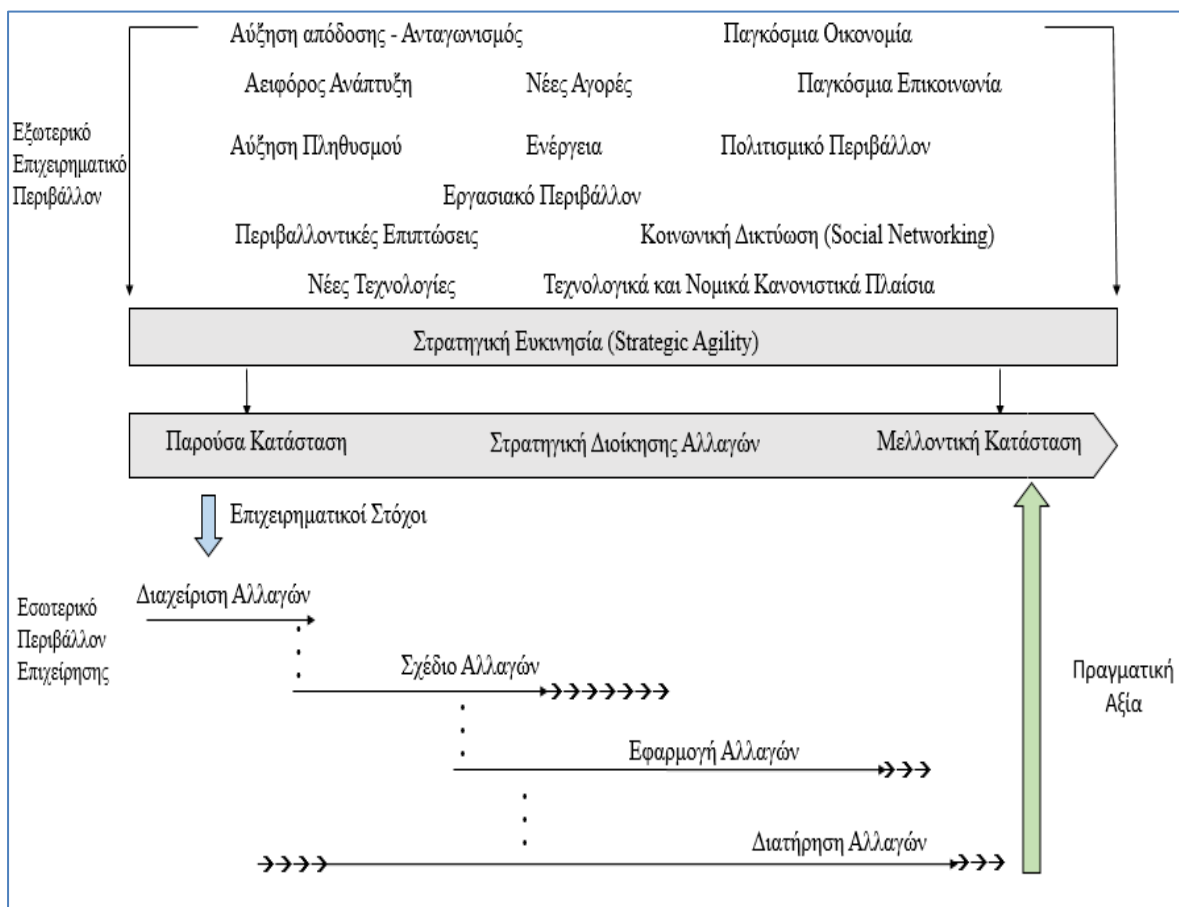 Αύξηση απόδοσης - Ανταγωνισμός
Παγκόσμια Οικονομία
Αειφόρος Ανάπτυξη
Νέες Αγορές
Παγκόσμια Επικοινωνία
Εξωτερικό
Επιχειρηματικό
Περιβάλλον
Αύξηση Πληθυσμού
Ενέργεια
Πολιτισμικό Περιβάλλον
Εργασιακό Περιβάλλον
Περιβαλλοντικές Επιπτώσεις
Κοινωνική Δικτύωση (Social Networking)
Νέες Τεχνολογίες
Τεχνολογικά και Νομικά Κανονιστικά Πλαίσια
Στρατηγική Ευκινησία (Strategic Agility)
Παρούσα Κατάσταση
Στρατηγική Διοίκησης Αλλαγών
Μελλοντική Κατάσταση
Επιχειρηματικοί Στόχοι
Διαχείριση Αλλαγών
Εσωτερικό
Περιβάλλον
Επιχείρησης
Σχέδιο Αλλαγών
Πραγματική
Αξία
Εφαρμογή Αλλαγών
Διατήρηση Αλλαγών